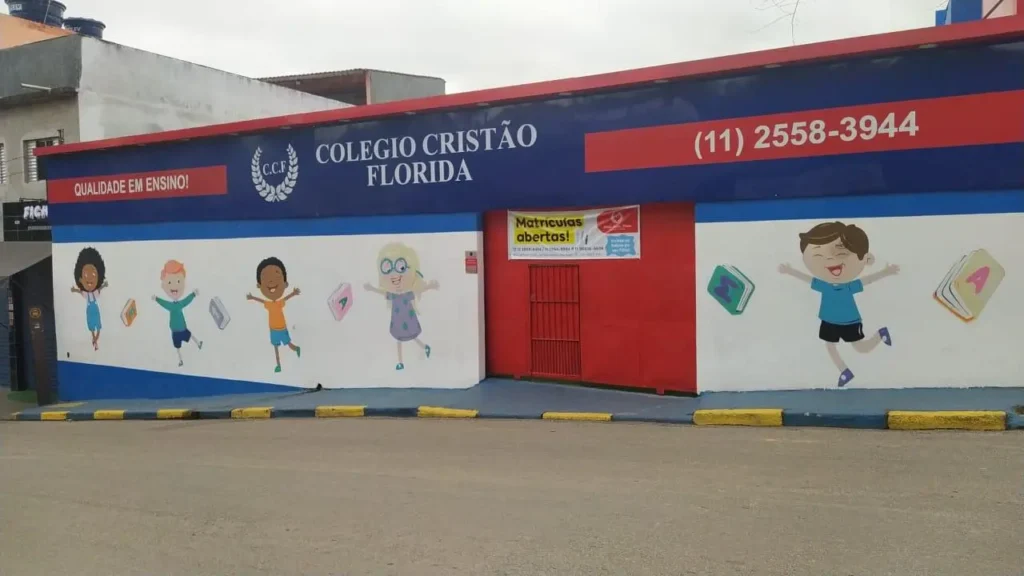 QUALIDADE EM ENSINO!
C.C.F
COLEGIO CRISTÃO
FLORIDA
(11) 2558-3944
Matrículas
abertas!
A
M
A